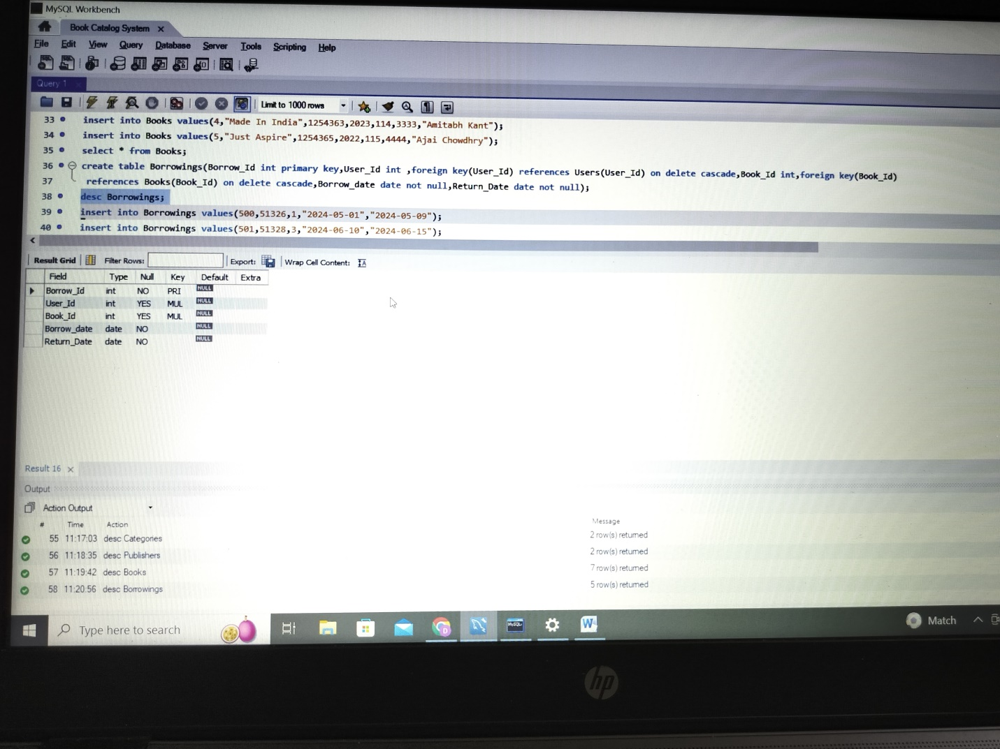 MySQL Workbench
Book Catalog System x
File Edit View Query Database Server Tools Scripting Help
Query 1 x
Limit to 1000 rows
33 insert into Books values(4,"Made In India",1254363,2023,114,3333,"Amitabh Kant");
34 insert into Books values(5,"Just Aspire",1254365,2022,115,4444,"Ajai Chowdhry");
35 select * from Books;
36 create table Borrowings(Borrow_Id int primary key,User_Id int ,foreign key(User_Id) references Users(User_Id) on delete cascade,Book_Id int,foreign key(Book_Id)
37 references Books(Book_Id) on delete cascade,Borrow_date date not null,Return_Date date not null);
38 desc Borrowings;
39 insert into Borrowings values(500,51326,1,"2024-05-01","2024-05-09");
40 insert into Borrowings values(501,51328,3,"2024-06-10","2024-06-15");
Result Grid Filter Rows: Export: Wrap Cell Content:
Field Type Null Key Default Extra
Borrow_Id int NO PRI NULL
User_Id int YES MUL NULL
Book_Id int YES MUL NULL
Borrow_date date NO NULL
Return_Date date NO NULL
Result 16 x
Output
Action Output
# Time Action Message
55 11:17:03 desc Categories 2 row(s) returned
56 11:18:35 desc Publishers 2 row(s) returned
57 11:19:42 desc Books 7 row(s) returned
58 11:20:56 desc Borrowings 5 row(s) returned
Type here to search D MySQL W Match
hp